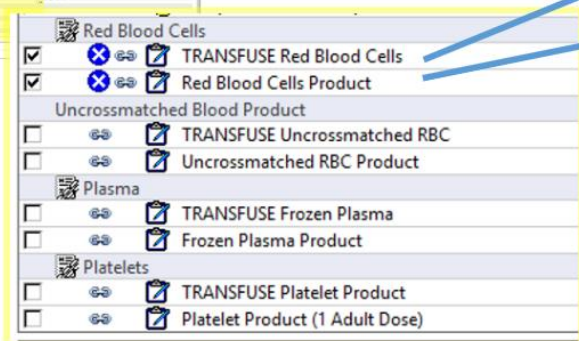 Red Blood Cells
TRANSFUSE Red Blood Cells
Red Blood Cells Product
Uncrossmatched Blood Product
TRANSFUSE Uncrossmatched RBC
Uncrossmatched RBC Product
Plasma
TRANSFUSE Frozen Plasma
Frozen Plasma Product
Platelets
TRANSFUSE Platelet Product
Platelet Product (1 Adult Dose)